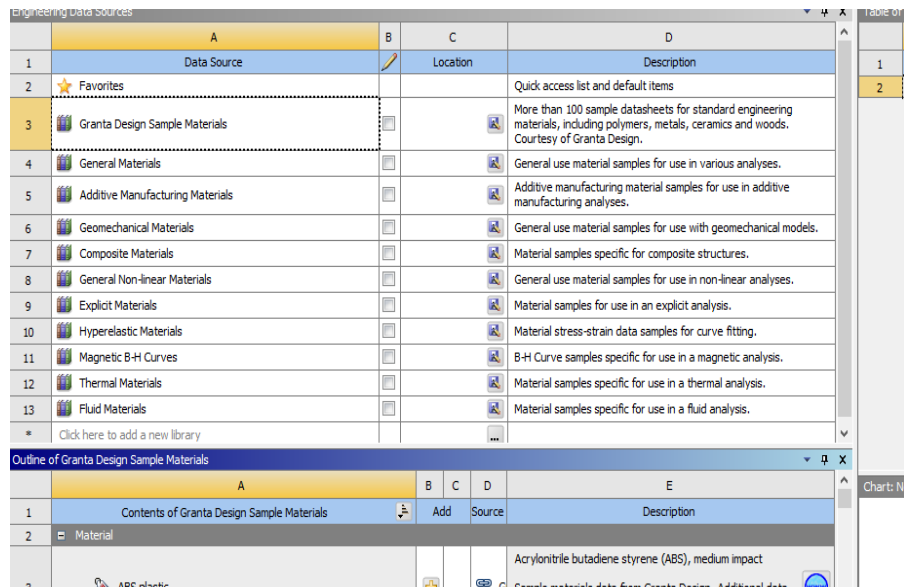 Engineering Data Sources
Table of
A B C D
1 Data Source Location Description
1
2 Favorites Quick access list and default items
2
3 Granta Design Sample Materials More than 100 sample datasheets for standard engineering
materials, including polymers, metals, ceramics and woods.
Courtesy of Granta Design.
4 General Materials General use material samples for use in various analyses.
5 Additive Manufacturing Materials Additive manufacturing material samples for use in additive
manufacturing analyses.
6 Geomechanical Materials General use material samples for use with geomechanical models.
7 Composite Materials Material samples specific for composite structures.
8 General Non-linear Materials General use material samples for use in non-linear analyses.
9 Explicit Materials Material samples for use in an explicit analysis.
10 Hyperelastic Materials Material stress-strain data samples for curve fitting.
11 Magnetic B-H Curves B-H Curve samples specific for use in a magnetic analysis.
12 Thermal Materials Material samples specific for use in a thermal analysis.
13 Fluid Materials Material samples specific for use in a fluid analysis.
* Click here to add a new library ...
Outline of Granta Design Sample Materials
A B C D E
Chart: N
1 Contents of Granta Design Sample Materials Add Source Description
2 Material
Acrylonitrile butadiene styrene (ABS), medium impact
3 ABS plastic Sample materials data from Granta Design. Additional data